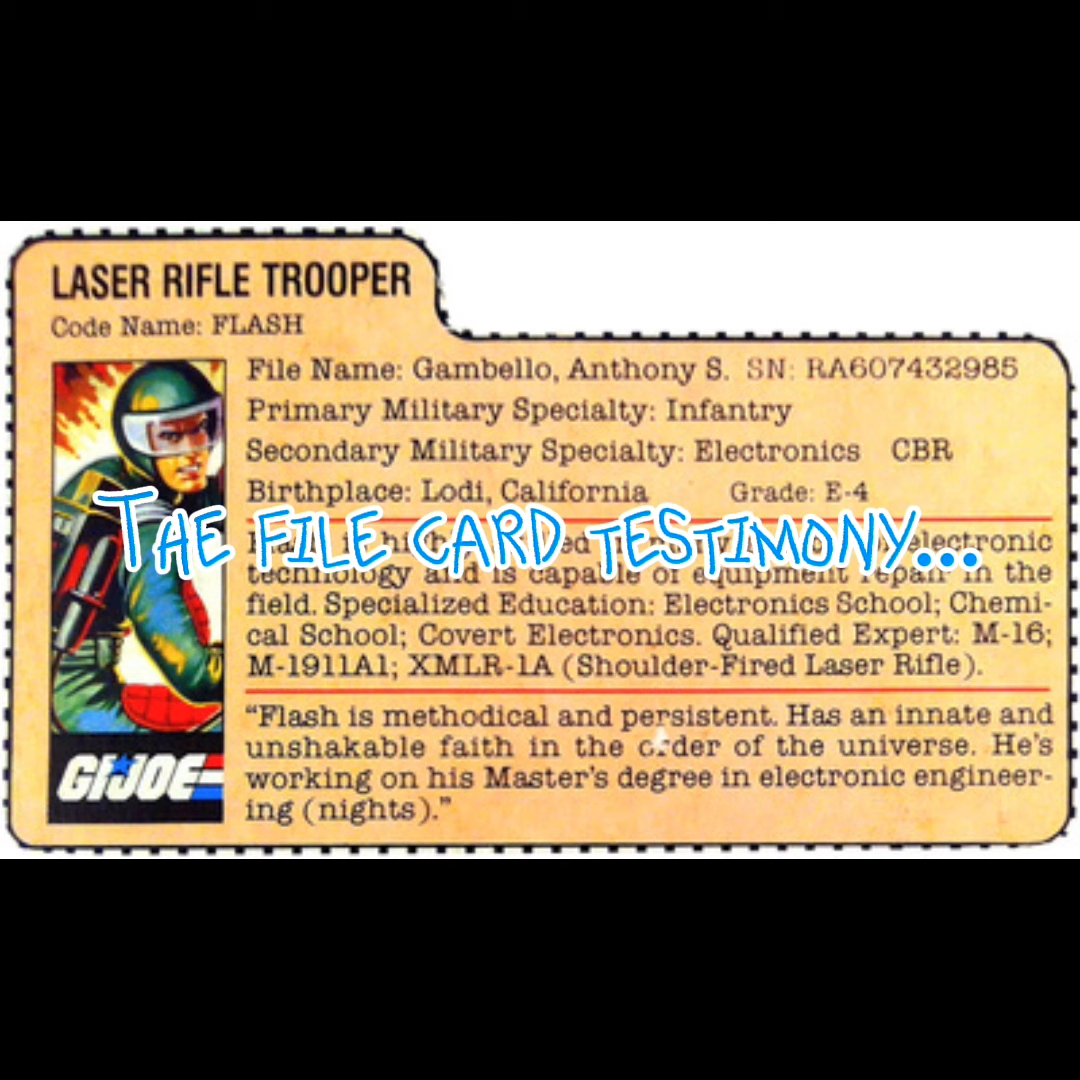 LASER RIFLE TROOPER
Code Name: FLASH
File Name: Gambello, Anthony S. SN: RA607432985
Primary Military Specialty: Infantry
Secondary Military Specialty: Electronics CBR
Birthplace: Lodi, California Grade: E-4
THE FILE CARD TESTIMONY...
electronic
technology and is capable of equipment repair in the
field. Specialized Education: Electronics School; Chemi-
cal School; Covert Electronics. Qualified Expert: M-16;
M-1911A1; XMLR-1A (Shoulder-Fired Laser Rifle).
"Flash is methodical and persistent. Has an innate and
unshakable faith in the order of the universe. He's
working on his Master's degree in electronic engineer-
ing (nights)."
GI JOE